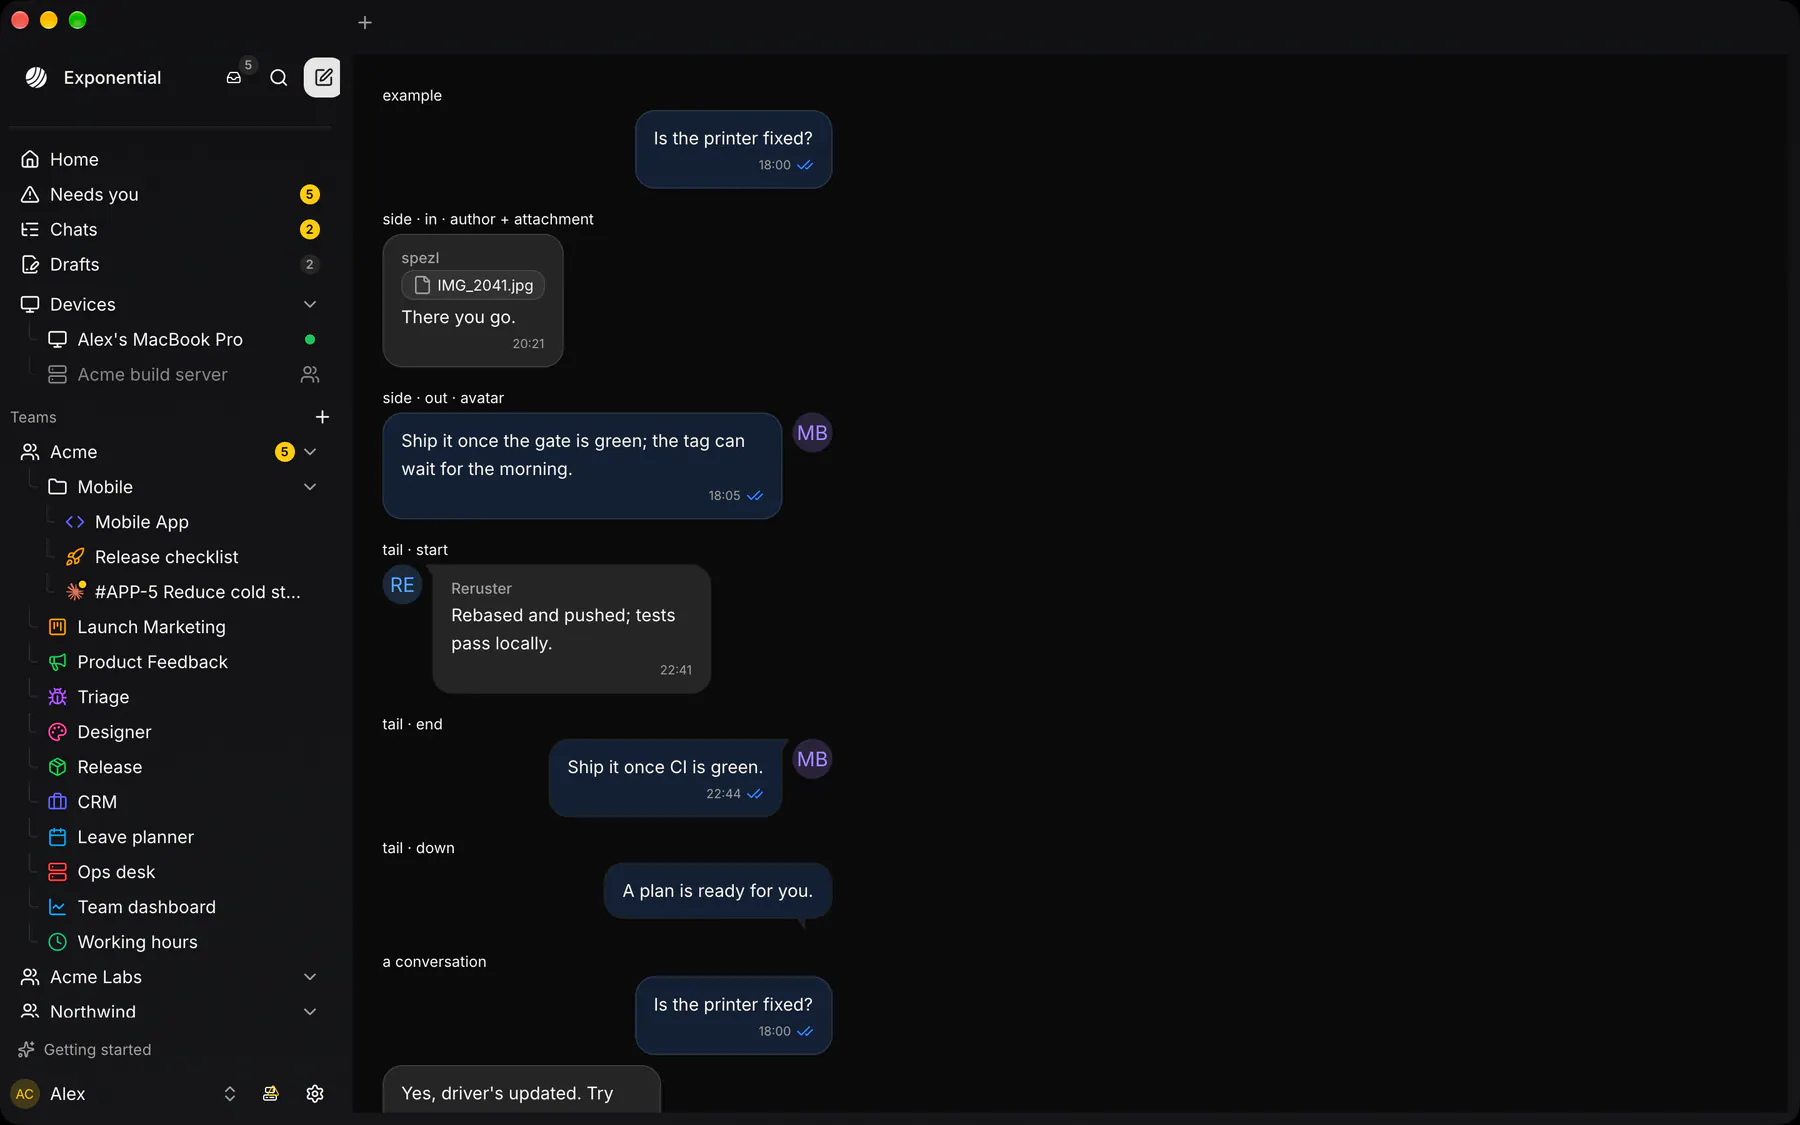 Exponential
5
Home
Needs you
5
Chats
2
Drafts
2
Devices
Alex's MacBook Pro
Acme build server
Teams
Acme
5
Mobile
Mobile App
Release checklist
#APP-5 Reduce cold st...
Launch Marketing
Product Feedback
Triage
Designer
Release
CRM
Leave planner
Ops desk
Team dashboard
Working hours
Acme Labs
Northwind
Getting started
AC
Alex
example
Is the printer fixed?
18:00
side · in · author + attachment
spezl
IMG_2041.jpg
There you go.
20:21
side · out · avatar
Ship it once the gate is green; the tag can
wait for the morning.
18:05
MB
tail · start
RE
Reruster
Rebased and pushed; tests
pass locally.
22:41
tail · end
Ship it once CI is green.
22:44
MB
tail · down
A plan is ready for you.
a conversation
Is the printer fixed?
18:00
Yes, driver's updated. Try